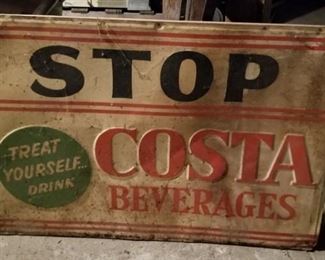 STOP
TREAT
YOURSELF..
DRINK
COSTA
BEVERAGES